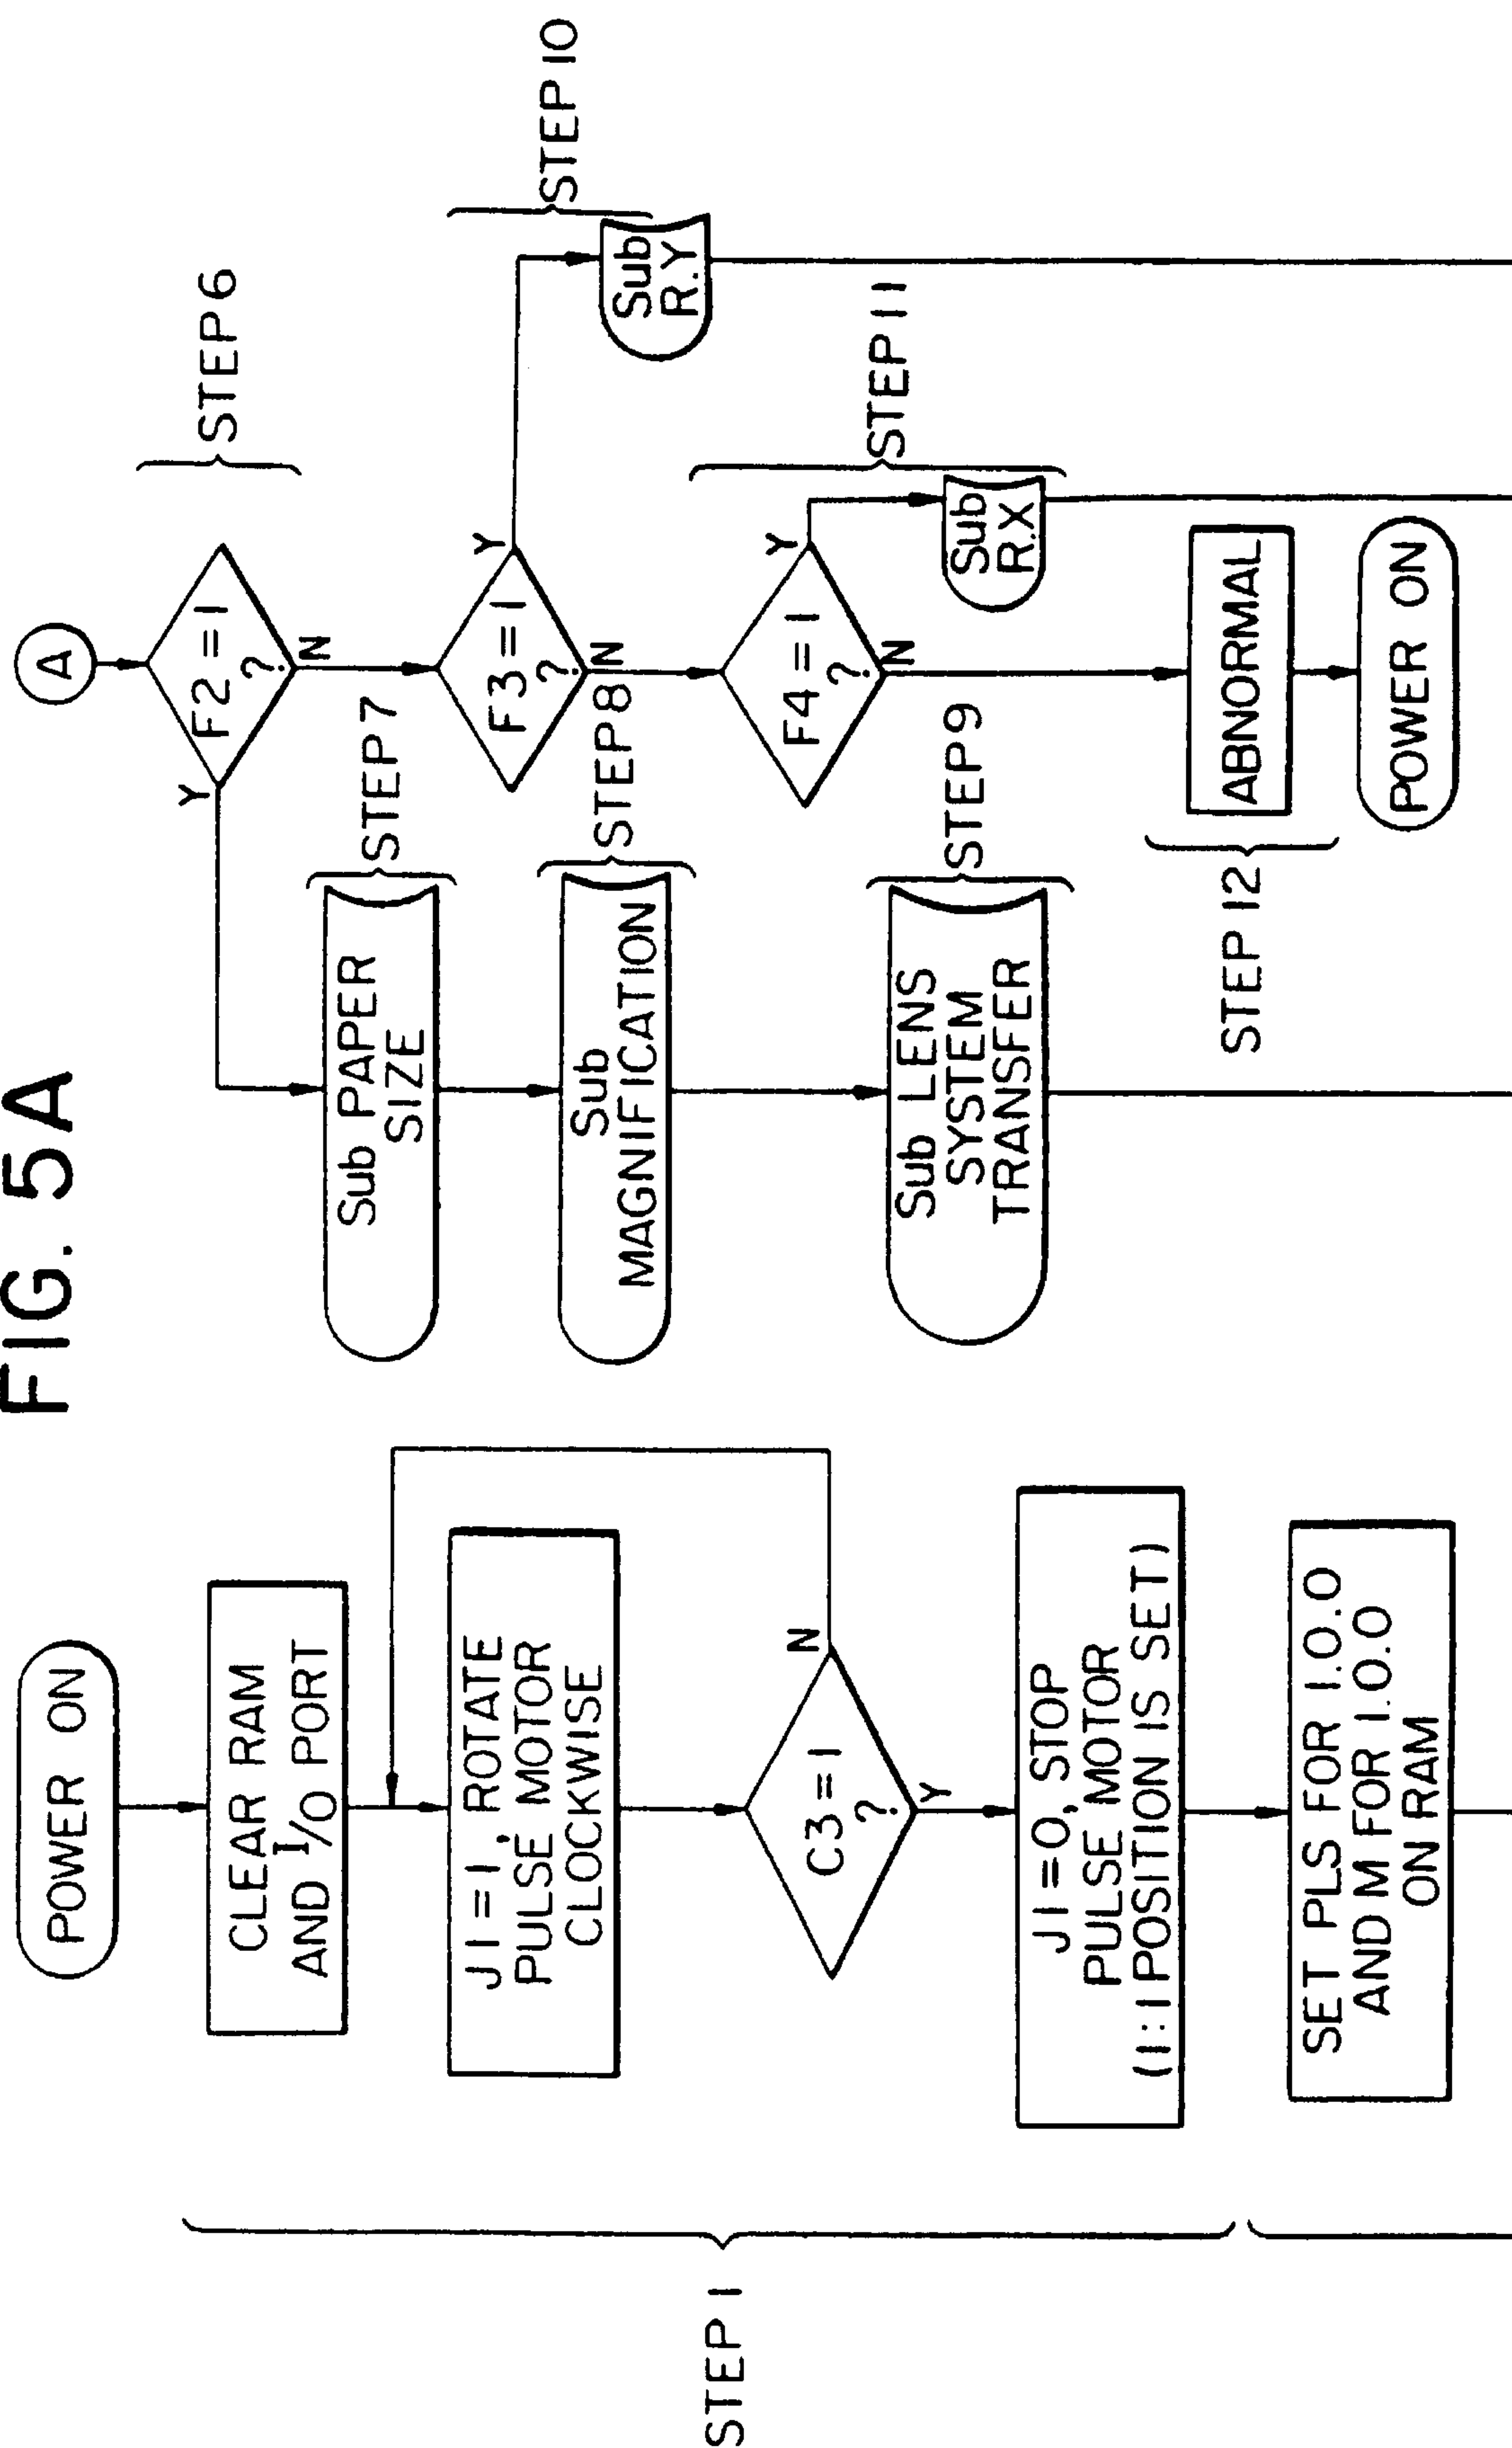 FIG. 5A
POWER ON
CLEAR RAM
AND I/O PORT
J1=1, ROTATE
PULSE MOTOR
CLOCKWISE
C3=1
?
N
Y
J1=0, STOP
PULSE MOTOR
(1:1 POSITION IS SET)
SET PLS FOR 1.0.0
AND M FOR 1.0.0
ON RAM
STEP 1
A
F2=1
?
Y
N
STEP 6
Sub PAPER
SIZE
STEP 7
Sub
MAGNIFICATION
STEP 8
Sub LENS
SYSTEM
TRANSFER
STEP 9
F3=1
?
Y
N
Sub
R.Y
STEP 10
F4=1
?
Y
N
Sub
R.X
STEP 11
ABNORMAL
STEP 12
POWER ON